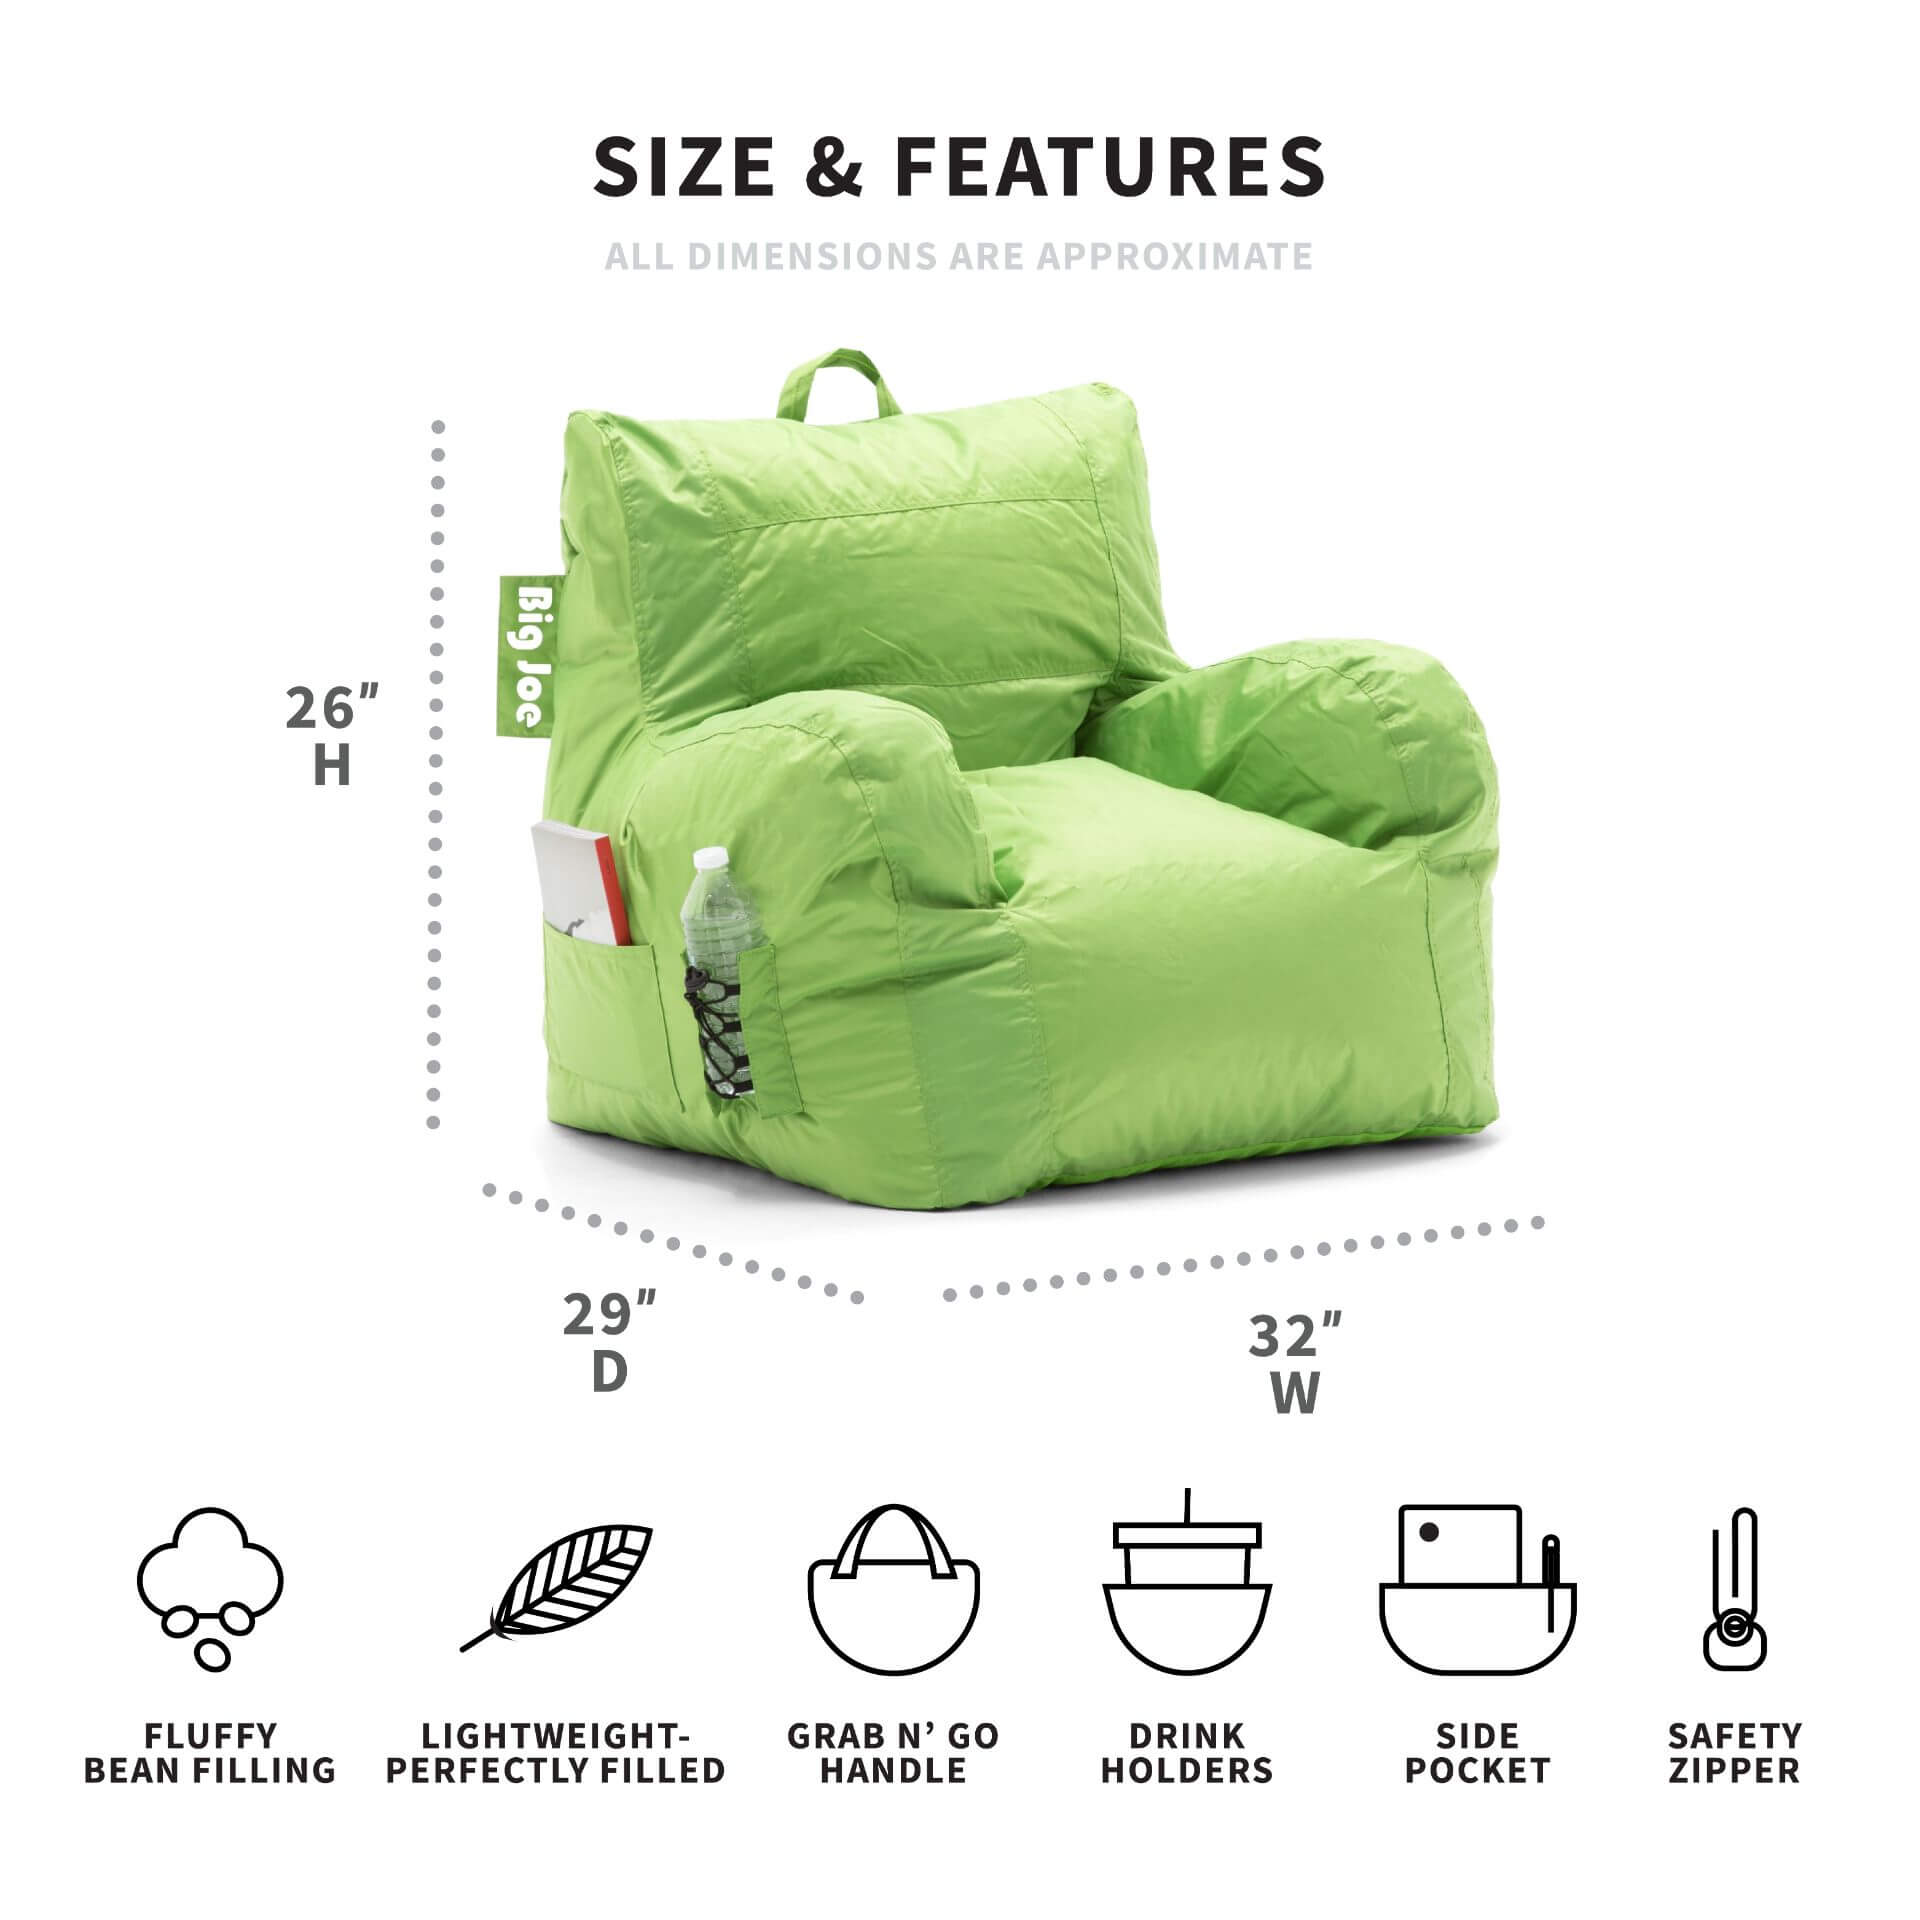 SIZE & FEATURES
ALL DIMENSIONS ARE APPROXIMATE
Big Joe
26″
H
29″
D
32″
W
FLUFFY
BEAN FILLING
LIGHTWEIGHT-
PERFECTLY FILLED
GRAB N’ GO
HANDLE
DRINK
HOLDERS
SIDE
POCKET
SAFETY
ZIPPER